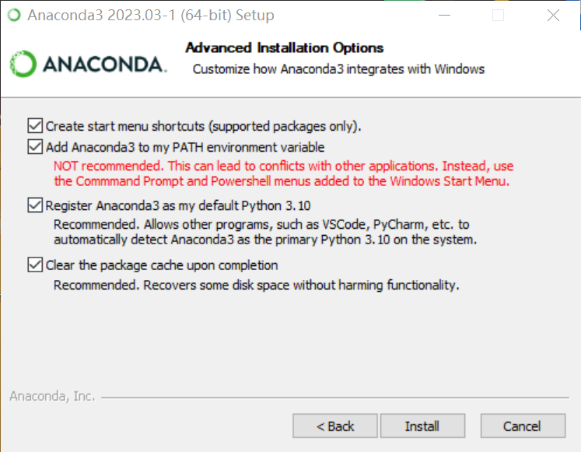 Anaconda3 2023.03-1 (64-bit) Setup
Advanced Installation Options
Customize how Anaconda3 integrates with Windows
ANACONDA.
Create start menu shortcuts (supported packages only).
Add Anaconda3 to my PATH environment variable
NOT recommended. This can lead to conflicts with other applications. Instead, use
the Commmand Prompt and Powershell menus added to the Windows Start Menu.
Register Anaconda3 as my default Python 3.10
Recommended. Allows other programs, such as VSCode, PyCharm, etc. to
automatically detect Anaconda3 as the primary Python 3.10 on the system.
Clear the package cache upon completion
Recommended. Recovers some disk space without harming functionality.
Anaconda, Inc.
< Back
Install
Cancel